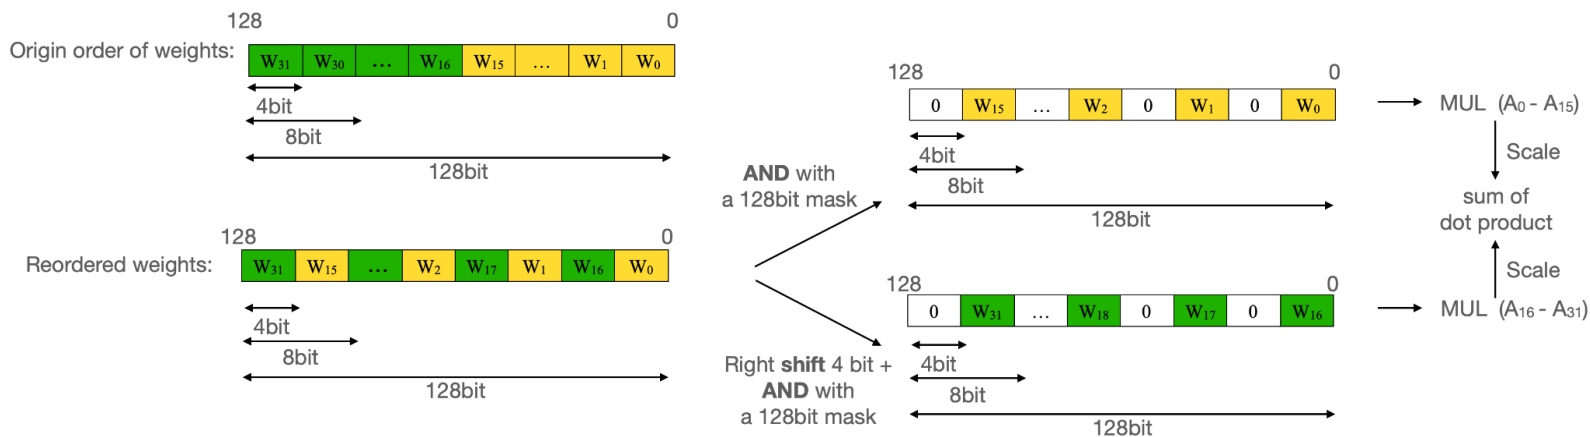 128 0
Origin order of weights: W31 W30 ... W16 W15 ... W1 W0
4bit
8bit
128bit
128 0
Reordered weights: W31 W15 ... W2 W17 W1 W16 W0
4bit
8bit
128bit
AND with
a 128bit mask
Right shift 4 bit +
AND with
a 128bit mask
128 0
0 W15 ... W2 0 W1 0 W0
4bit
8bit
128bit
128 0
0 W31 ... W18 0 W17 0 W16
4bit
8bit
128bit
MUL (A0 - A15)
Scale
sum of
dot product
Scale
MUL (A16 - A31)